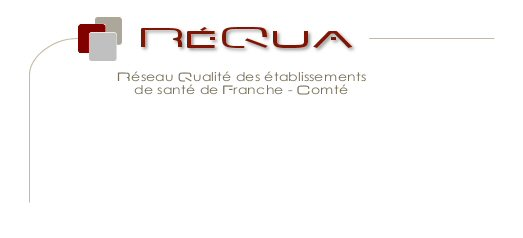 RÉQUA
Réseau Qualité des établissements
de santé de Franche - Comté